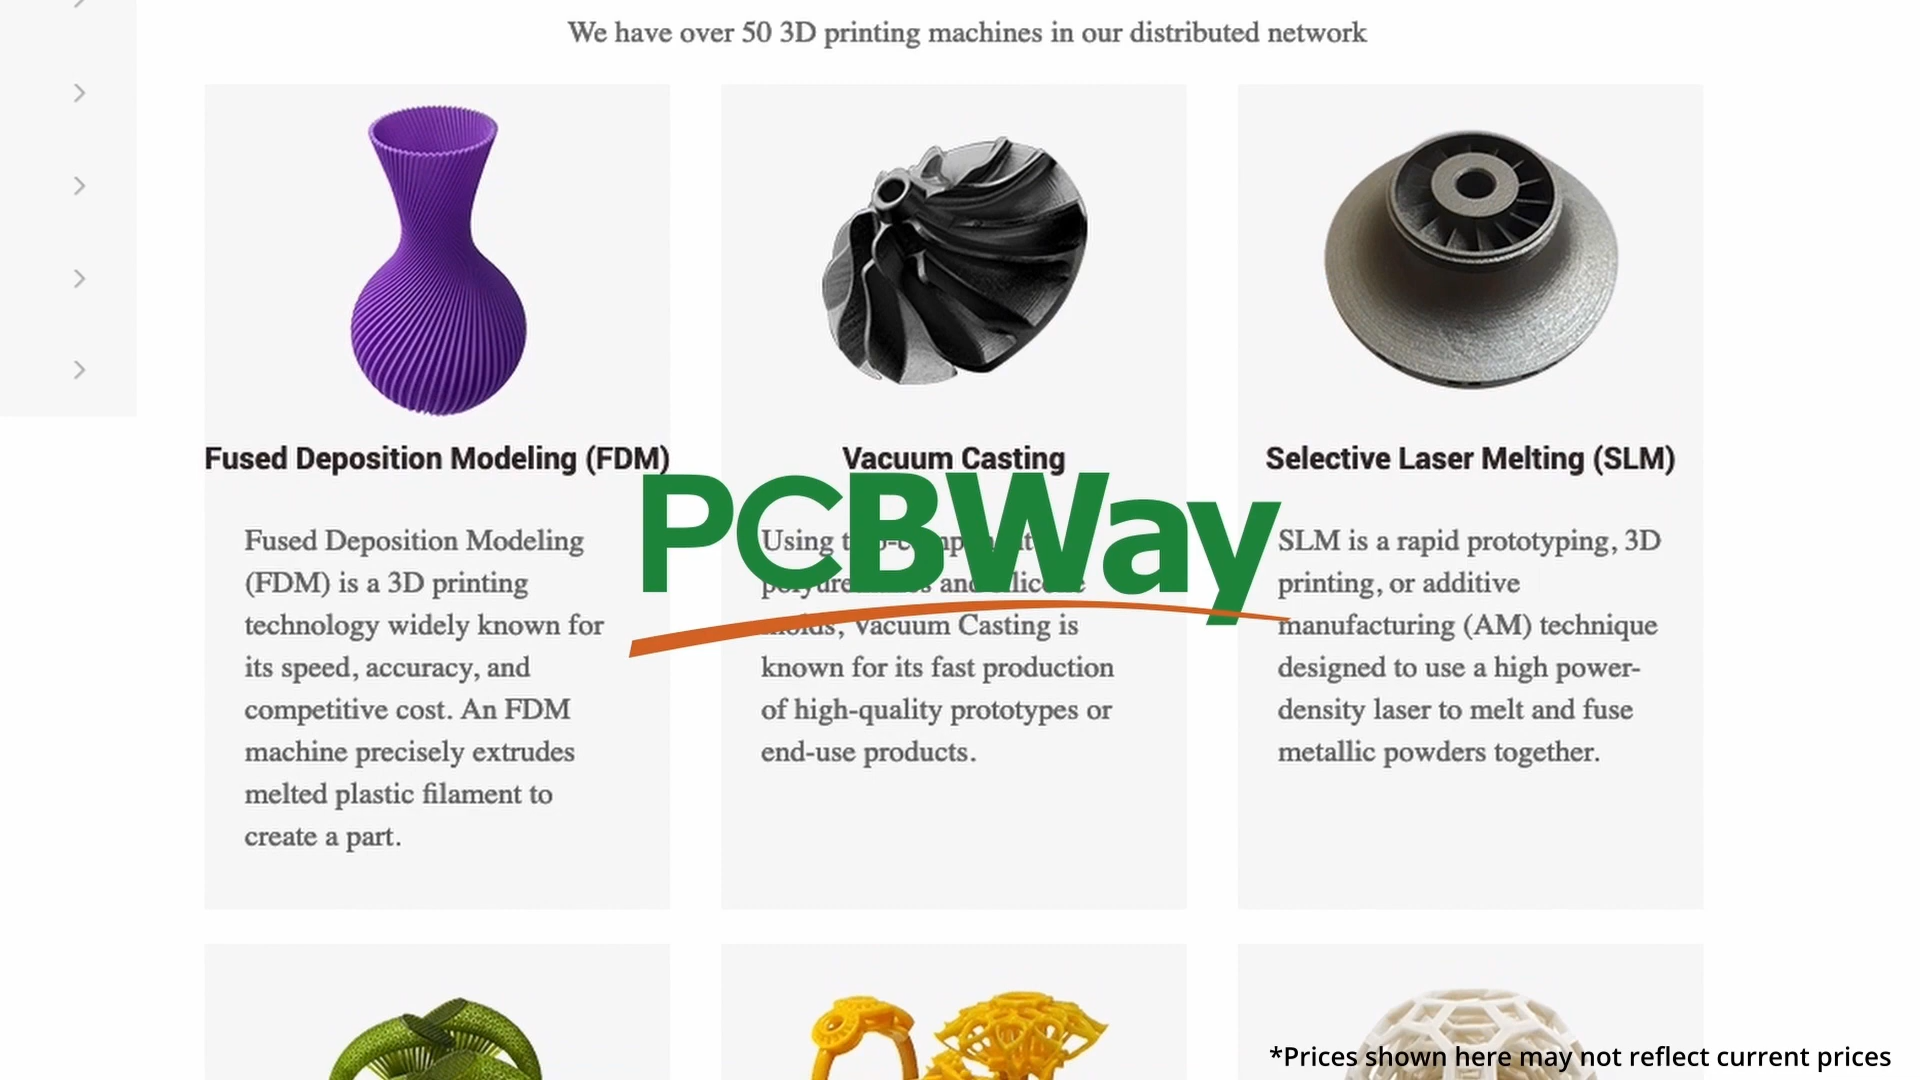 We have over 50 3D printing machines in our distributed network
Fused Deposition Modeling (FDM)
Fused Deposition Modeling
(FDM) is a 3D printing
technology widely known for
its speed, accuracy, and
competitive cost. An FDM
machine precisely extrudes
melted plastic filament to
create a part.
Vacuum Casting
Using
and
molds, Vacuum Casting is
known for its fast production
of high-quality prototypes or
end-use products.
Selective Laser Melting (SLM)
SLM is a rapid prototyping, 3D
printing, or additive
manufacturing (AM) technique
designed to use a high power-
density laser to melt and fuse
metallic powders together.
PCBWay
*Prices shown here may not reflect current prices